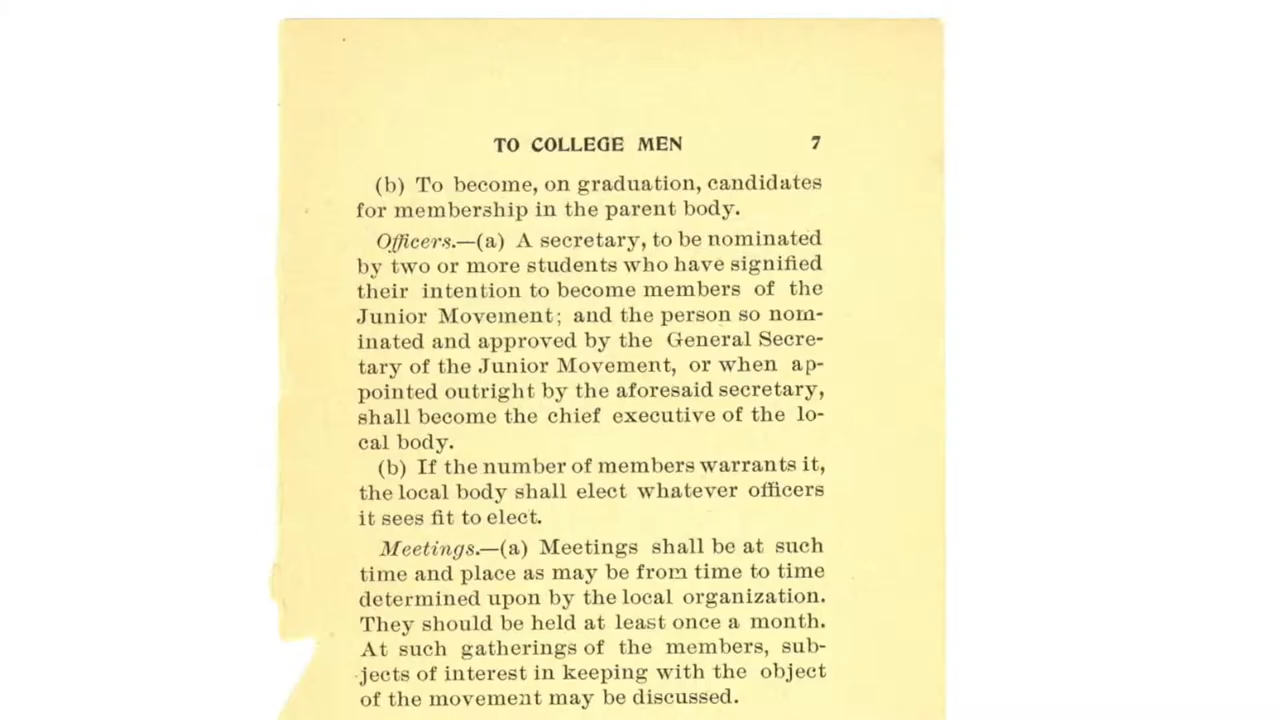 TO COLLEGE MEN 7
(b) To become, on graduation, candidates
for membership in the parent body.
Officers.—(a) A secretary, to be nominated
by two or more students who have signified
their intention to become members of the
Junior Movement; and the person so nom-
inated and approved by the General Secre-
tary of the Junior Movement, or when ap-
pointed outright by the aforesaid secretary,
shall become the chief executive of the lo-
cal body.
(b) If the number of members warrants it,
the local body shall elect whatever officers
it sees fit to elect.
Meetings.—(a) Meetings shall be at such
time and place as may be from time to time
determined upon by the local organization.
They should be held at least once a month.
At such gatherings of the members, sub-
jects of interest in keeping with the object
of the movement may be discussed.